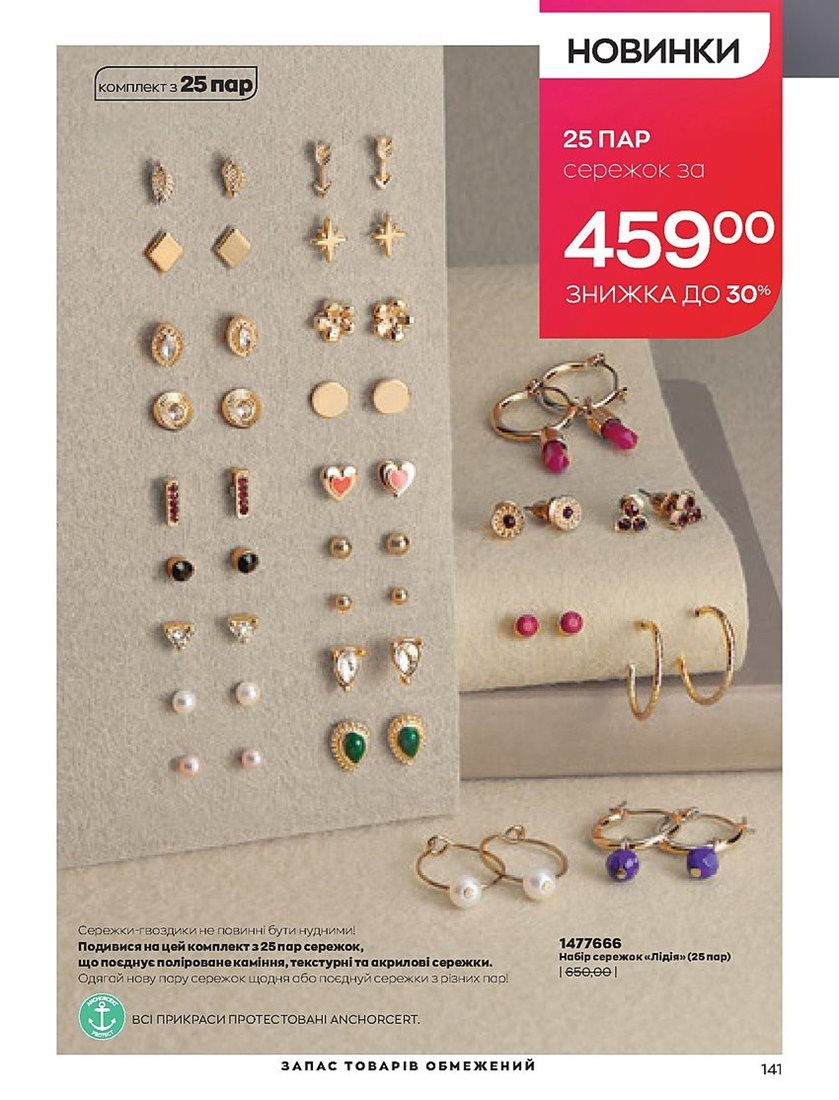 НОВИНКИ
КОМПЛЕКТ З 25 пар
25 ПАР
сережок за
459⁰⁰
ЗНИЖКА ДО 30%
Сережки-гвоздики не повинні бути нудними!
Подивися на цей комплект з 25 пар сережок,
що поєднує поліроване каміння, текстурні та акрилові сережки.
Одягай нову пару сережок щодня або поєднуй сережки з різних пар!
1477666
Набір сережок «Лідія» (25 пар)
| 650,00 |
ANCHORCERT
PROTECT
ВСІ ПРИКРАСИ ПРОТЕСТОВАНІ ANCHORCERT.
ЗАПАС ТОВАРІВ ОБМЕЖЕНИЙ
141